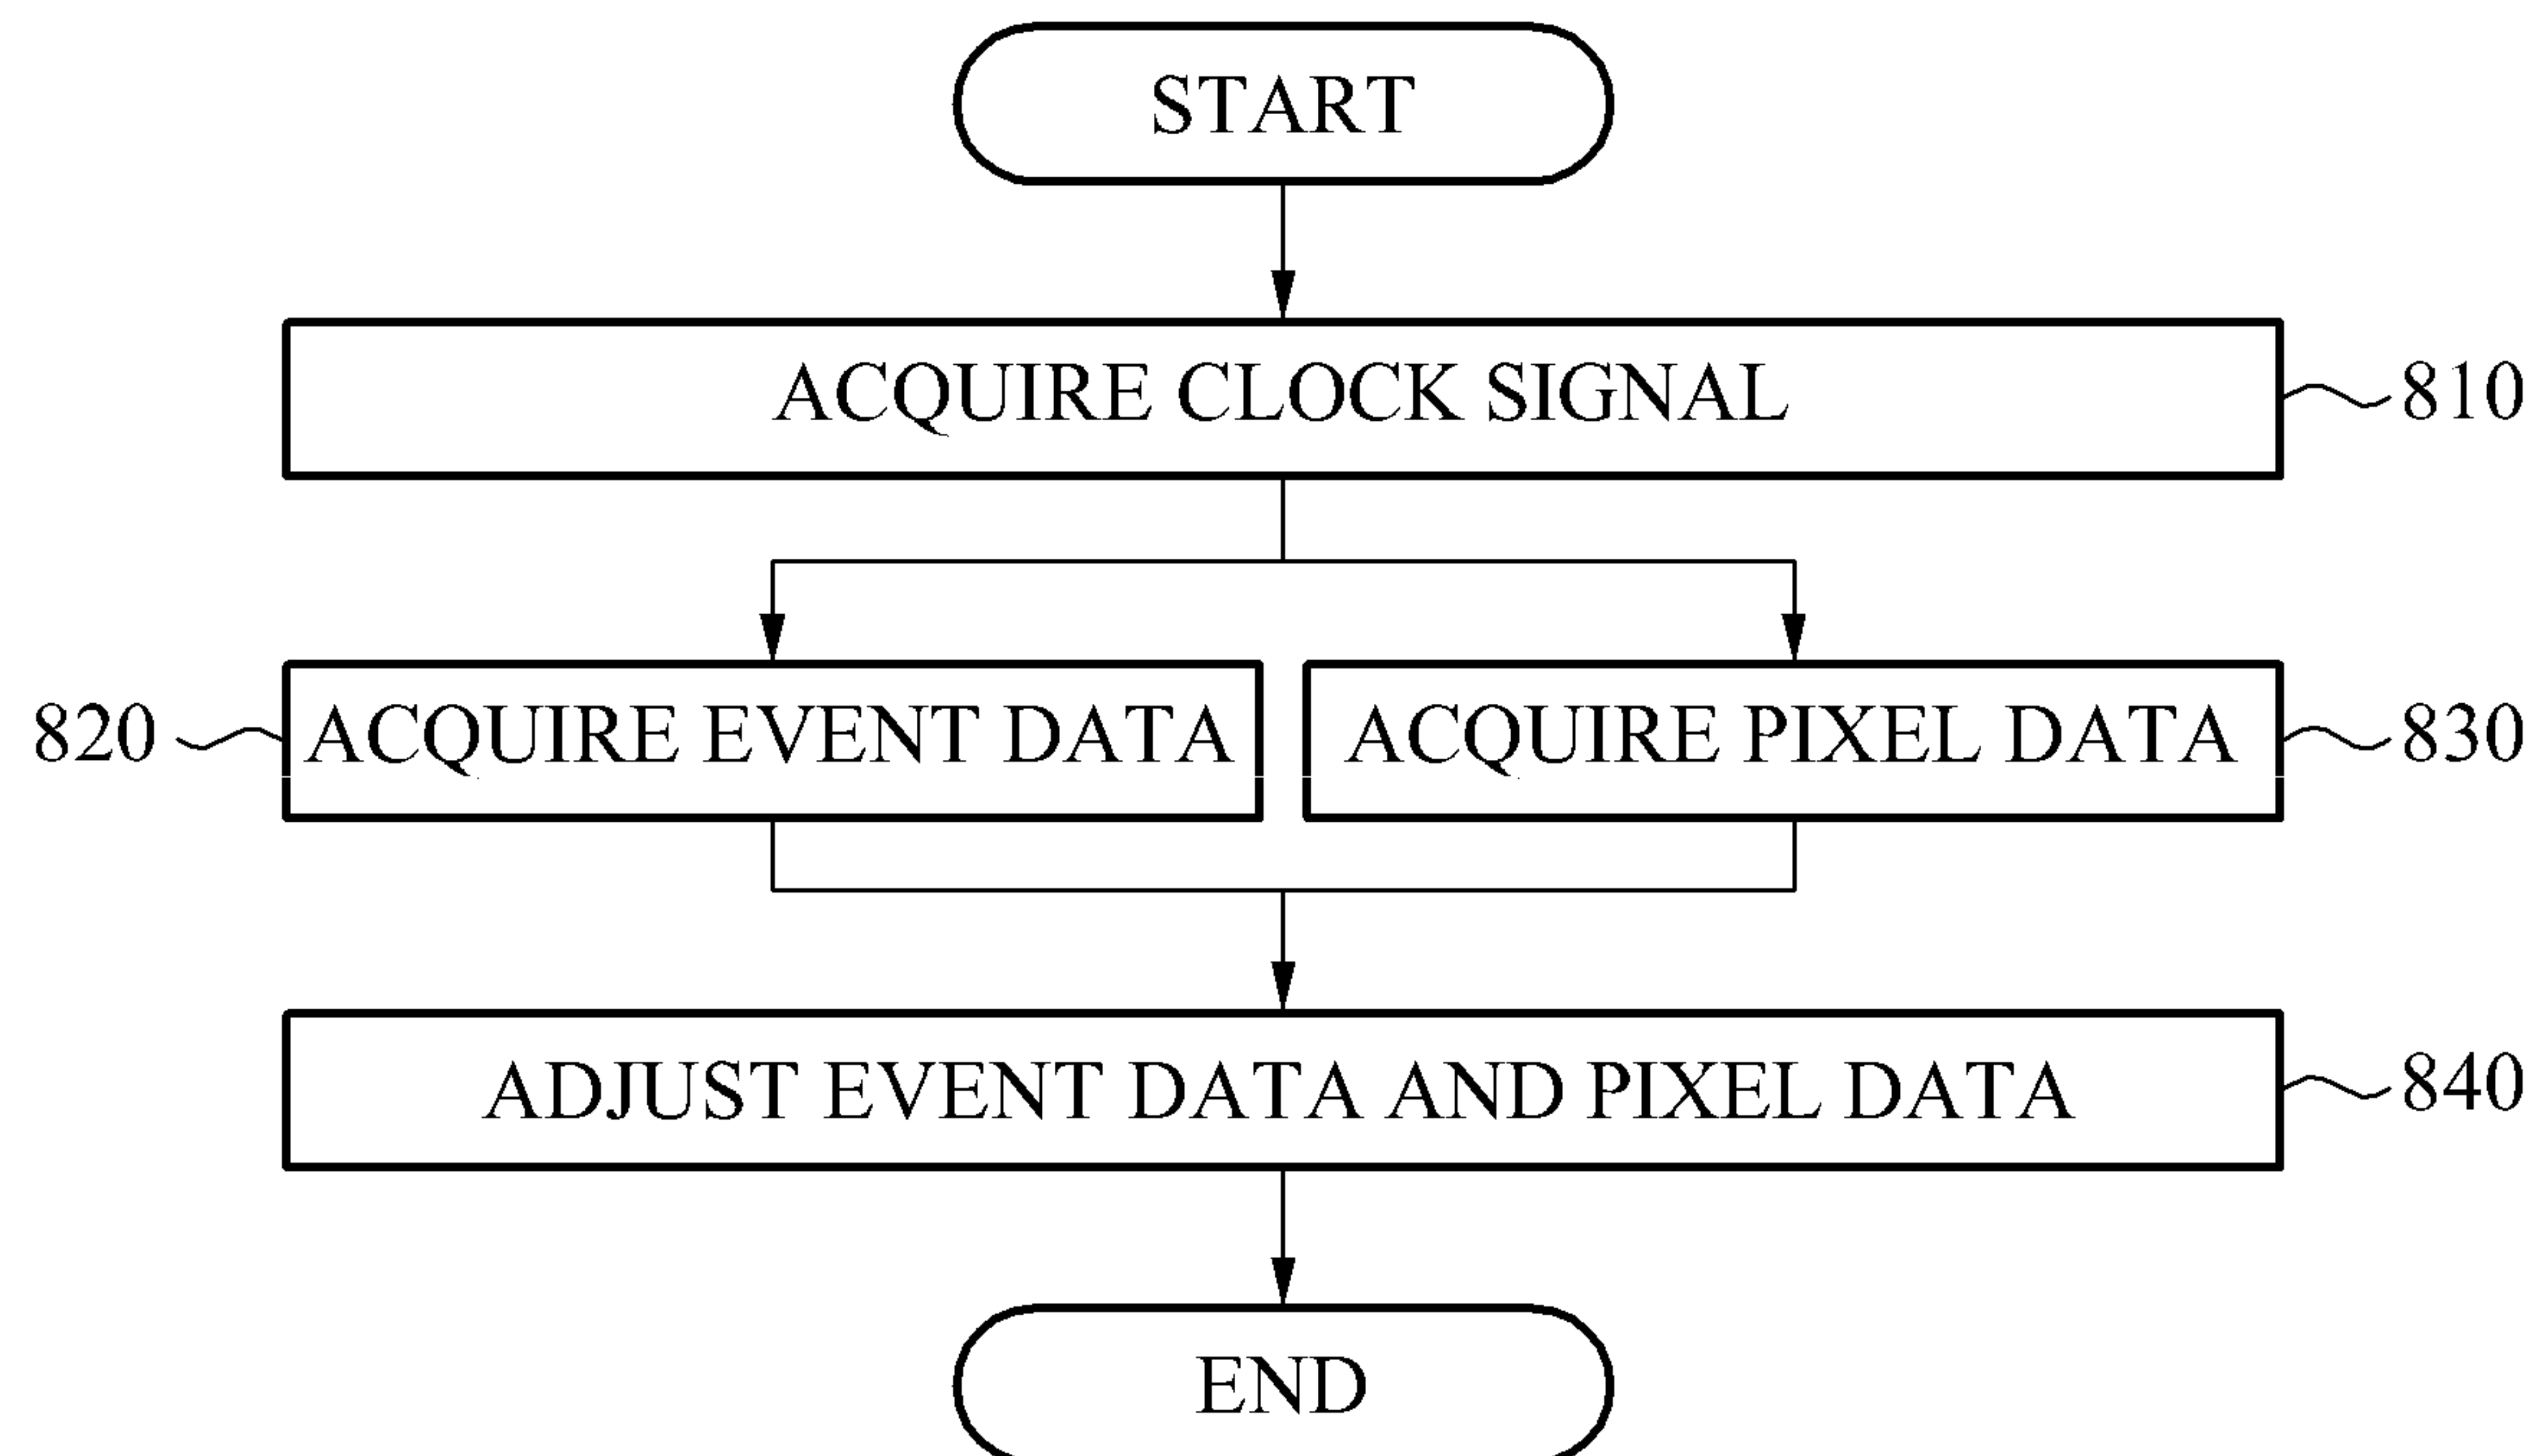 START
ACQUIRE CLOCK SIGNAL
810
820
ACQUIRE EVENT DATA
ACQUIRE PIXEL DATA
830
ADJUST EVENT DATA AND PIXEL DATA
840
END